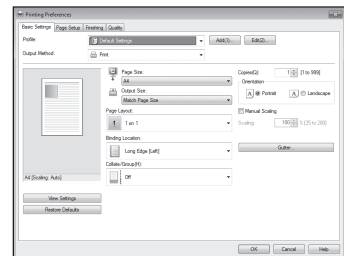 Printing Preferences
Basic Settings Page Setup Finishing Quality
Profile: Default Settings Add(1)... Edit(2)...
Output Method: Print
Page Size:
A4
Output Size:
Match Page Size
Copies(Q): 1 [1 to 999]
Orientation
A Portrait A Landscape
Page Layout:
1 1 on 1
Manual Scaling
Scaling: 100 % [25 to 200]
Binding Location:
Long Edge [Left]
Gutter...
Collate/Group(H):
Off
A4 [Scaling: Auto]
View Settings
Restore Defaults
OK Cancel Help